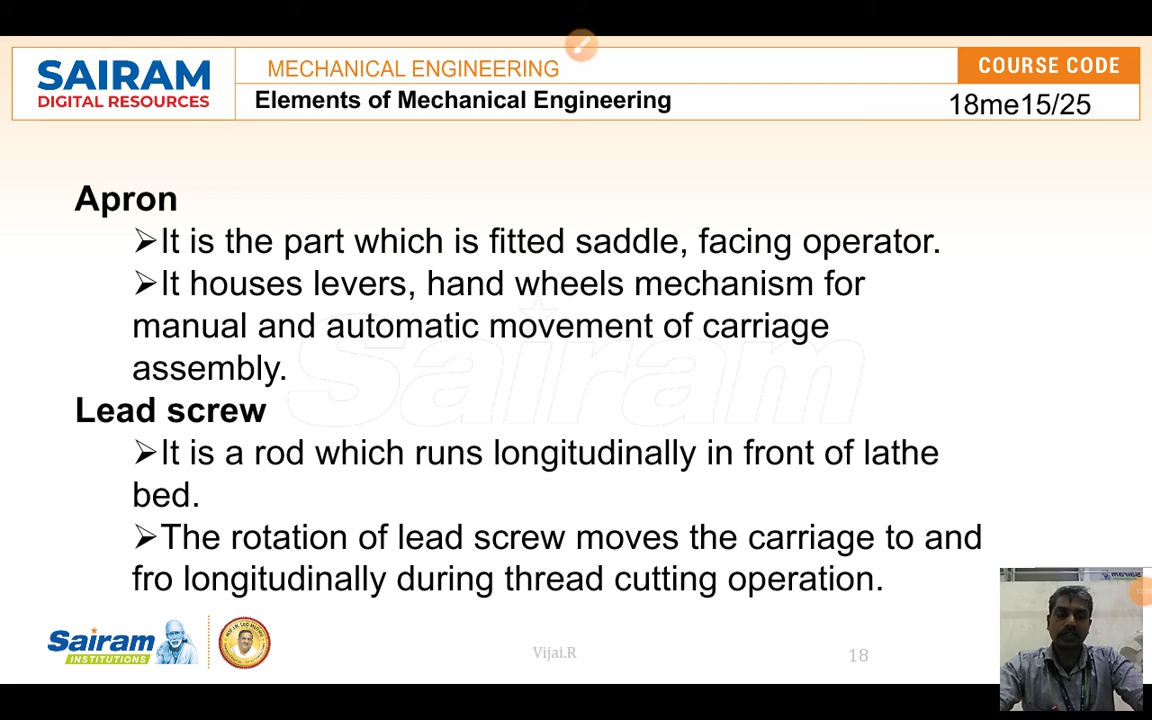 SAIRAM
DIGITAL RESOURCES
MECHANICAL ENGINEERING
Elements of Mechanical Engineering
COURSE CODE
18me15/25
Apron
➢It is the part which is fitted saddle, facing operator.
➢It houses levers, hand wheels mechanism for
manual and automatic movement of carriage
assembly.
Sairam
Lead screw
➢It is a rod which runs longitudinally in front of lathe
bed.
➢The rotation of lead screw moves the carriage to and
fro longitudinally during thread cutting operation.
Sairam
INSTITUTIONS
Vijai.R
18